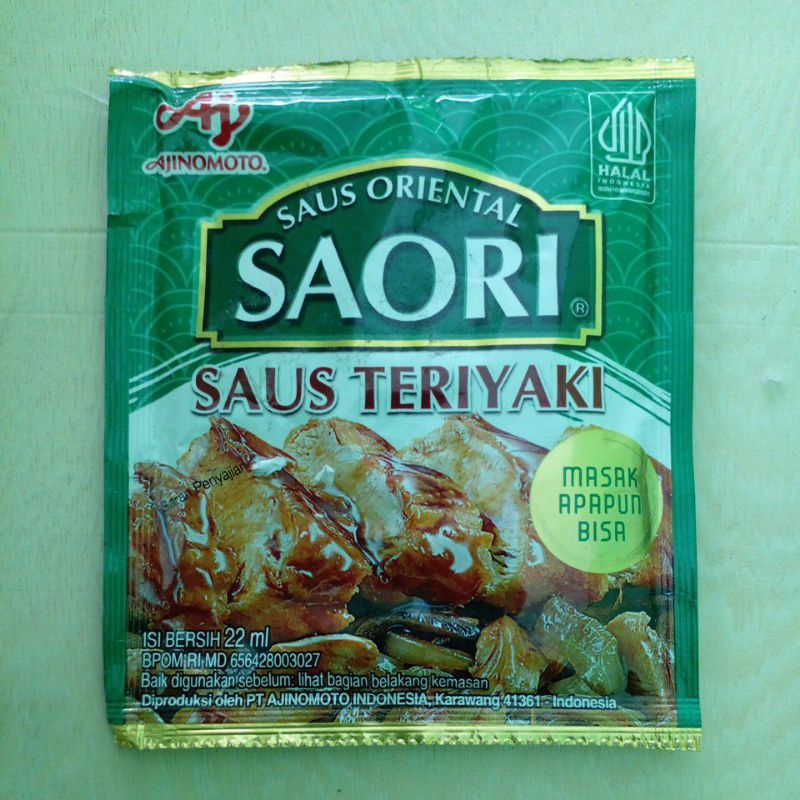 AJINOMOTO®
HALAL
INDONESIA
SAUS ORIENTAL
SAORI®
SAUS TERIYAKI
MASAK
APAPUN
BISA
Saran Penyajian
ISI BERSIH 22 ml
BPOM RI MD 656428003027
Baik digunakan sebelum: lihat bagian belakang kemasan
Diproduksi oleh PT AJINOMOTO INDONESIA, Karawang 41361 - Indonesia